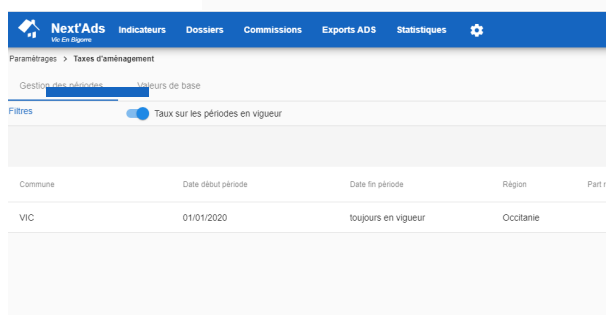 Next'Ads Indicateurs Dossiers Commissions Exports ADS Statistiques
Vic En Bigorre
Paramétrages > Taxes d'aménagement
Gestion des périodes Valeurs de base
Filtres Taux sur les périodes en vigueur
Commune Date début période Date fin période Région Part r
VIC 01/01/2020 toujours en vigueur Occitanie